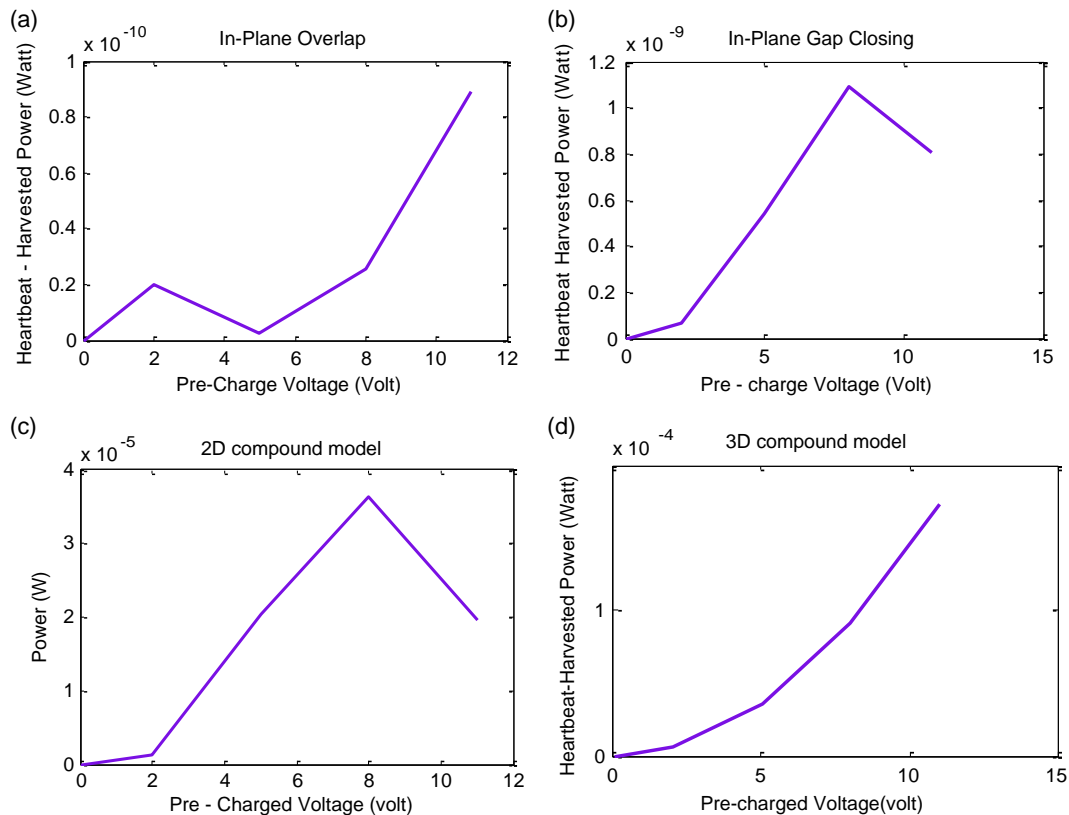 (a)
x 10^-10
In-Plane Overlap
Heartbeat - Harvested Power (Watt)
1
0.8
0.6
0.4
0.2
0
0 2 4 6 8 10 12
Pre-Charge Voltage (Volt)
(b)
x 10^-9
In-Plane Gap Closing
Heartbeat Harvested Power (Watt)
1.2
1
0.9
0.6
0.9
0
0 5 10 15
Pre - charge Voltage (Volt)
(c)
x 10^-5
2D compound model
Power (W)
4
3
2
1
0
0 2 4 6 8 10 12
Pre - Charged Voltage (volt)
(d)
x 10^-4
3D compound model
Heartbeat-Harvested Power (Watt)
1
0
0 5 10 15
Pre-charged Voltage(volt)